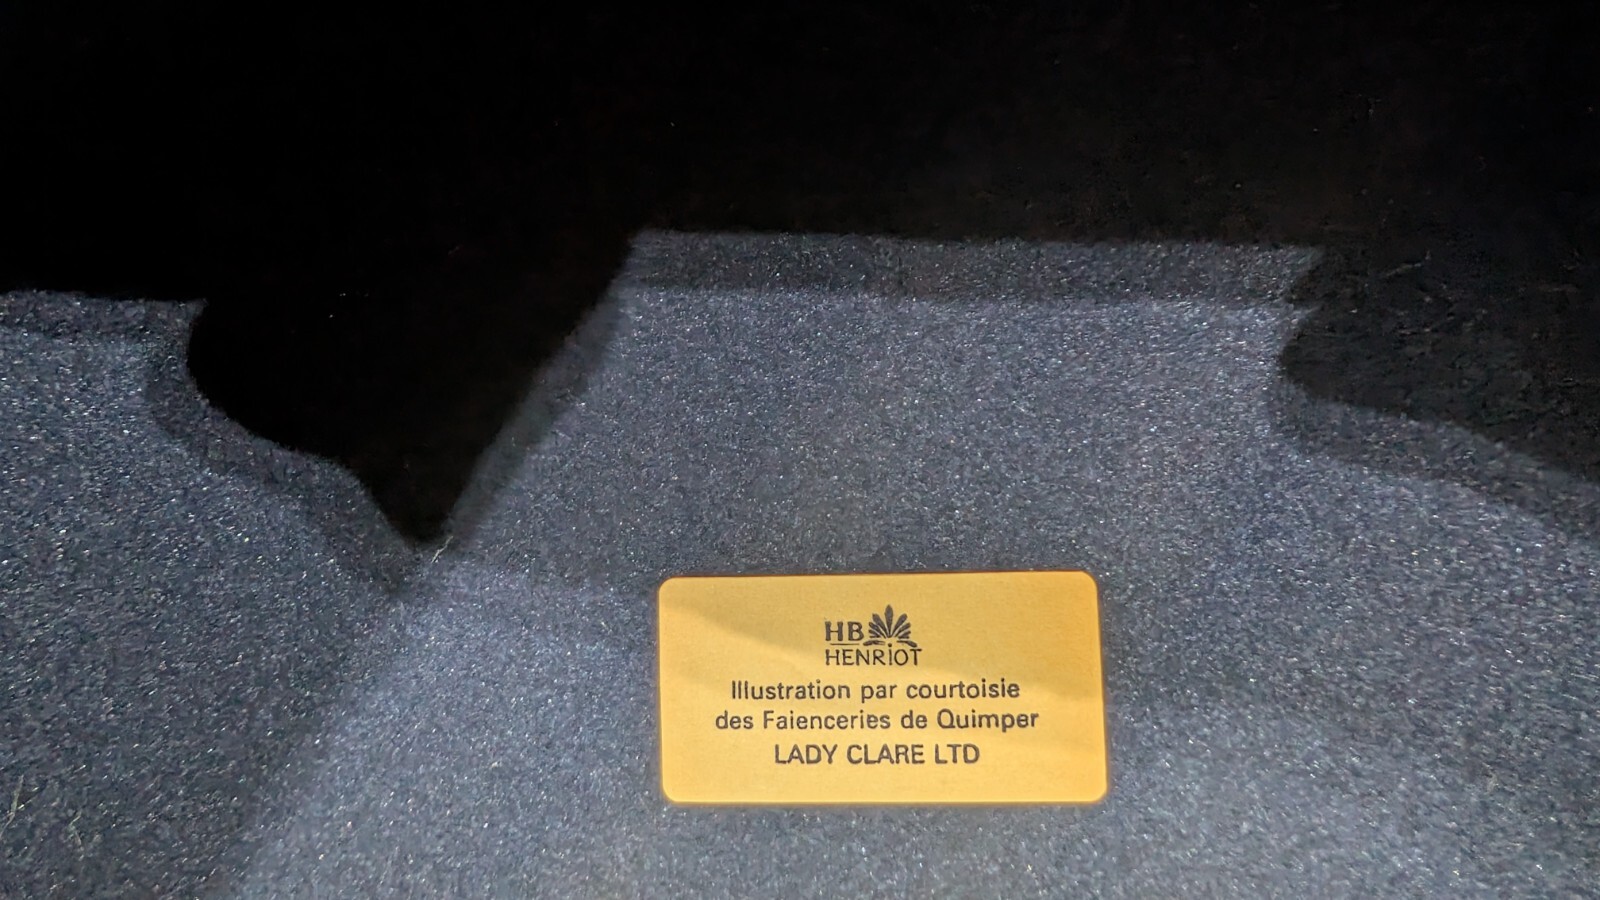 HB
HENRIOT
Illustration par courtoisie
des Faienceries de Quimper
LADY CLARE LTD